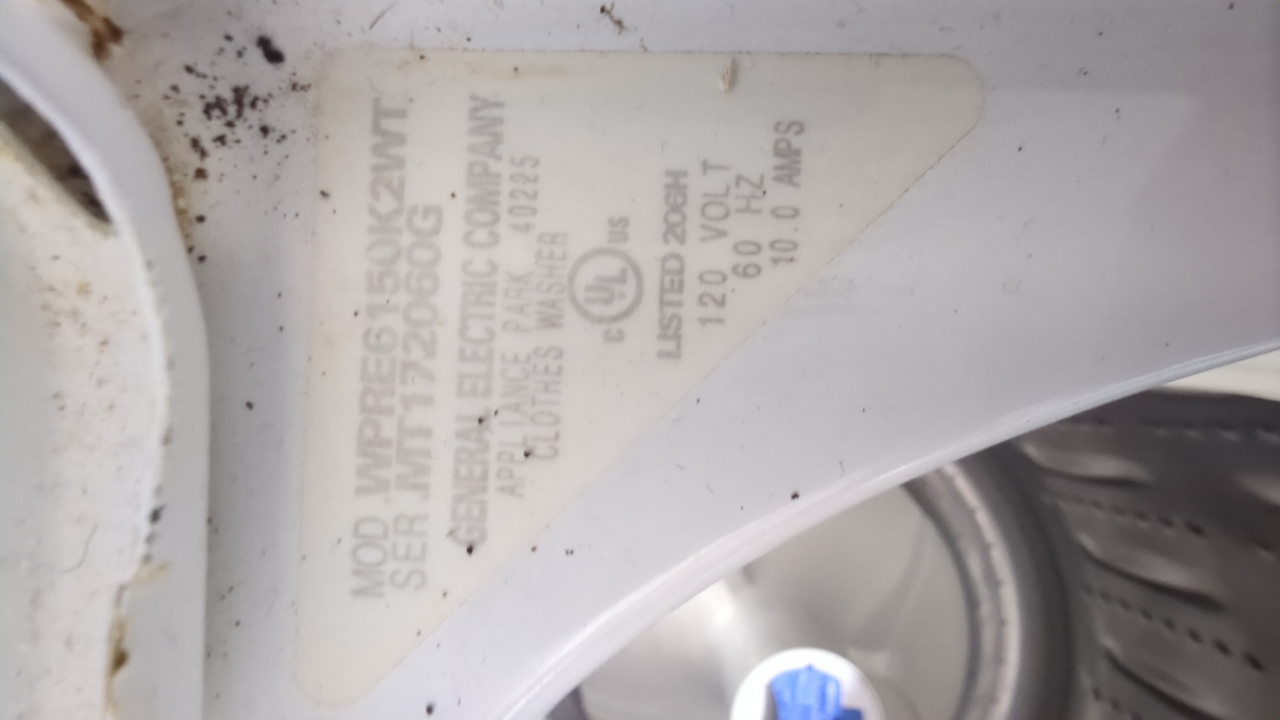 MOD WPRE6150K2WT
SER MT172060G
GENERAL ELECTRIC COMPANY
APPLIANCE PARK 40225
CLOTHES WASHER
C UL US
LISTED 206H
120 VOLT
60 HZ
10.0 AMPS